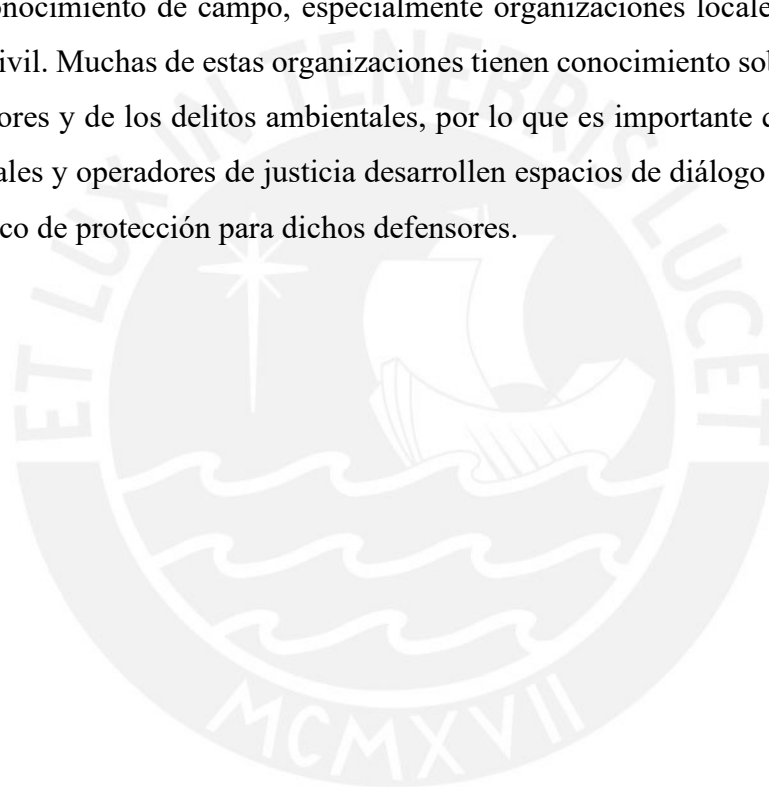 onocimiento de campo, especialmente organizaciones locale
ivil. Muchas de estas organizaciones tienen conocimiento sob
ores y de los delitos ambientales, por lo que es importante
ales y operadores de justicia desarrollen espacios de diálogo
co de protección para dichos defensores.
ET LUX IN TENEBRIS LUCET
MCMXVII